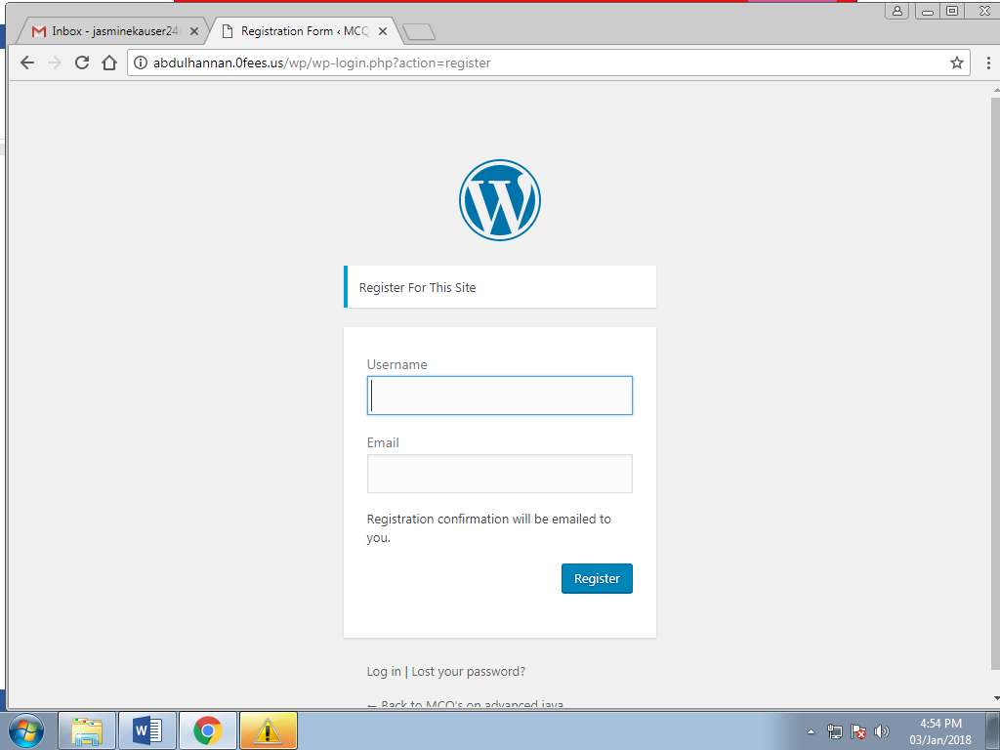 Inbox - jasminekauser24
Registration Form ‹ MCQ
abdulhannan.0fees.us/wp/wp-login.php?action=register
Register For This Site
Username
Email
Registration confirmation will be emailed to
you.
Register
Log in | Lost your password?
← Back to MCQ's on advanced java
4:54 PM
03/Jan/2018